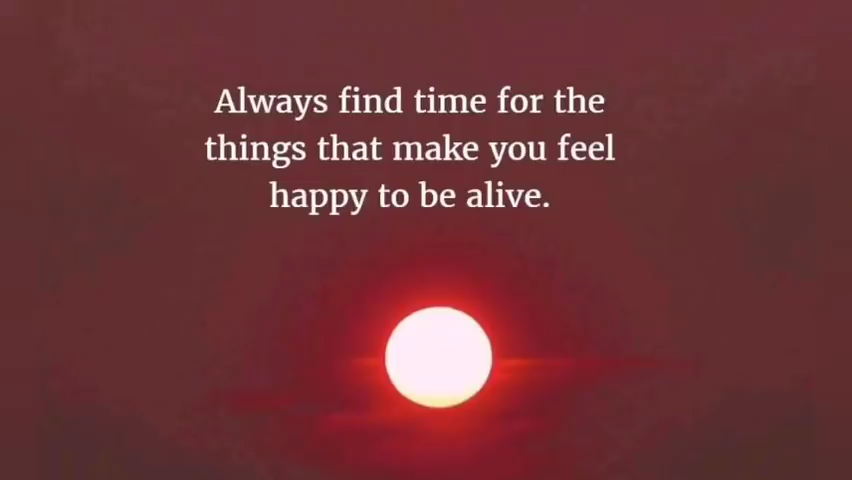 Always find time for the
things that make you feel
happy to be alive.